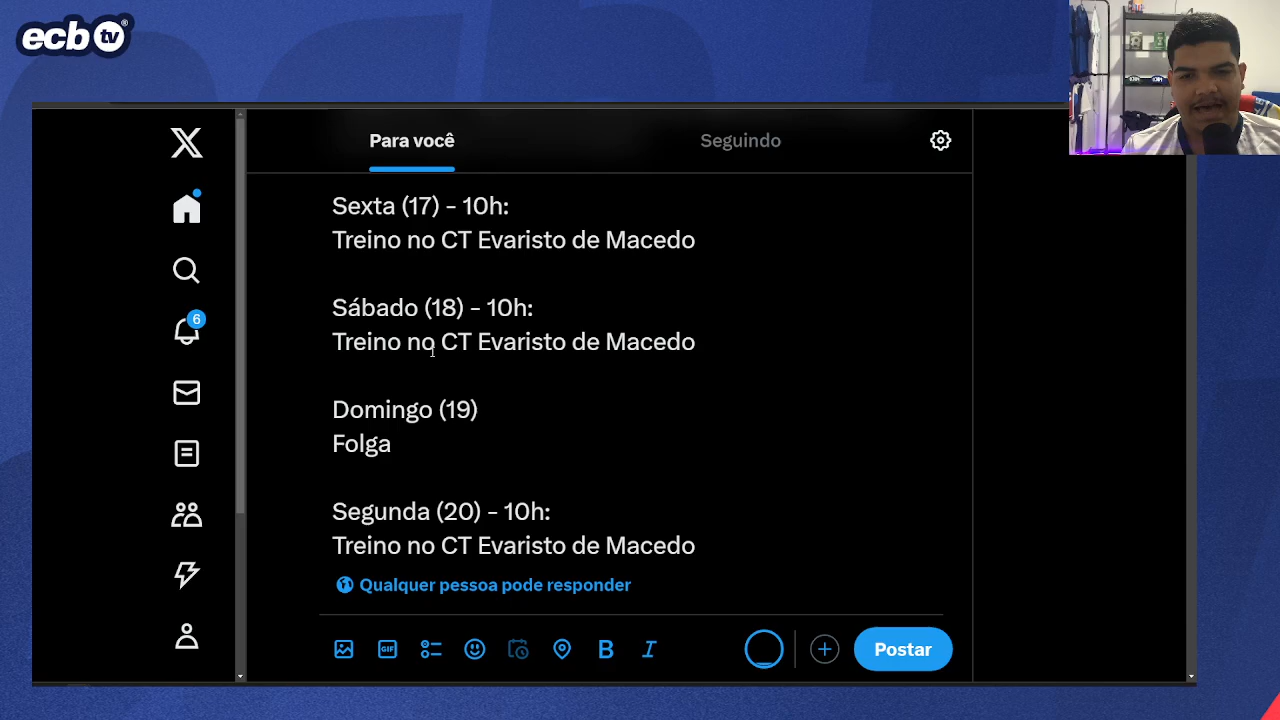 ecb tv
Para você
Seguindo
Sexta (17) - 10h:
Treino no CT Evaristo de Macedo
Sábado (18) - 10h:
Treino no CT Evaristo de Macedo
6
Domingo (19)
Folga
Segunda (20) - 10h:
Treino no CT Evaristo de Macedo
Qualquer pessoa pode responder
GIF
B
I
Postar